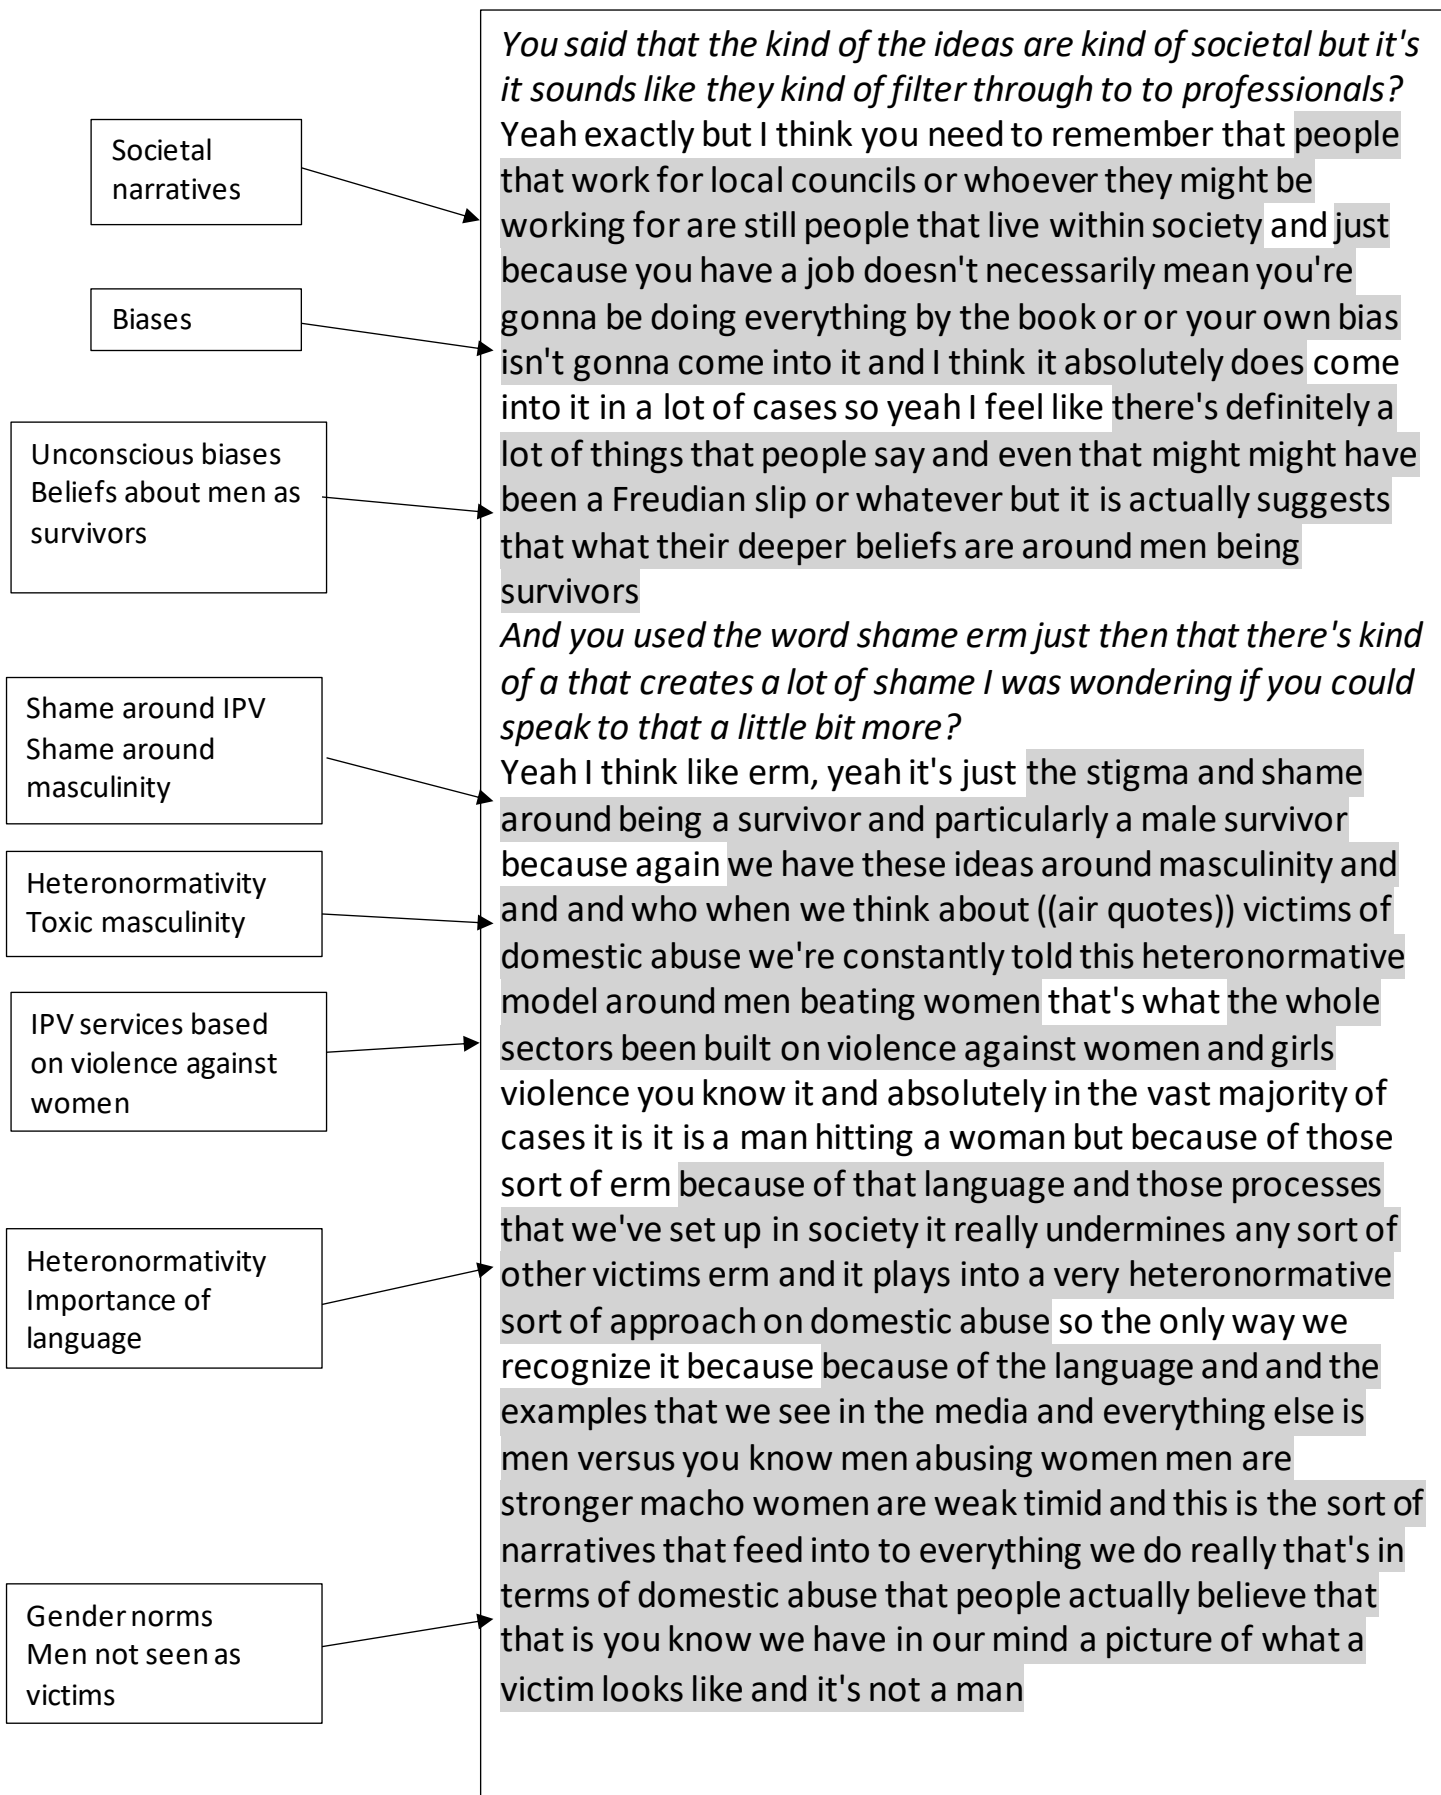 You said that the kind of the ideas are kind of societal but it's
it sounds like they kind of filter through to to professionals?
Yeah exactly but I think you need to remember that people
that work for local councils or whoever they might be
working for are still people that live within society and just
because you have a job doesn't necessarily mean you're
gonna be doing everything by the book or or your own bias
isn't gonna come into it and I think it absolutely does come
into it in a lot of cases so yeah I feel like there's definitely a
lot of things that people say and even that might might have
been a Freudian slip or whatever but it is actually suggests
that what their deeper beliefs are around men being
survivors
And you used the word shame erm just then that there's kind
of a that creates a lot of shame I was wondering if you could
speak to that a little bit more?
Yeah I think like erm, yeah it's just the stigma and shame
around being a survivor and particularly a male survivor
because again we have these ideas around masculinity and
and and who when we think about ((air quotes)) victims of
domestic abuse we're constantly told this heteronormative
model around men beating women that's what the whole
sectors been built on violence against women and girls
violence you know it and absolutely in the vast majority of
cases it is it is a man hitting a woman but because of those
sort of erm because of that language and those processes
that we've set up in society it really undermines any sort of
other victims erm and it plays into a very heteronormative
sort of approach on domestic abuse so the only way we
recognize it because because of the language and and the
examples that we see in the media and everything else is
men versus you know men abusing women men are
stronger macho women are weak timid and this is the sort of
narratives that feed into to everything we do really that's in
terms of domestic abuse that people actually believe that
that is you know we have in our mind a picture of what a
victim looks like and it's not a man
Societal
narratives
Biases
Unconscious biases
Beliefs about men as
survivors
Shame around IPV
Shame around
masculinity
Heteronormativity
Toxic masculinity
IPV services based
on violence against
women
Heteronormativity
Importance of
language
Gender norms
Men not seen as
victims